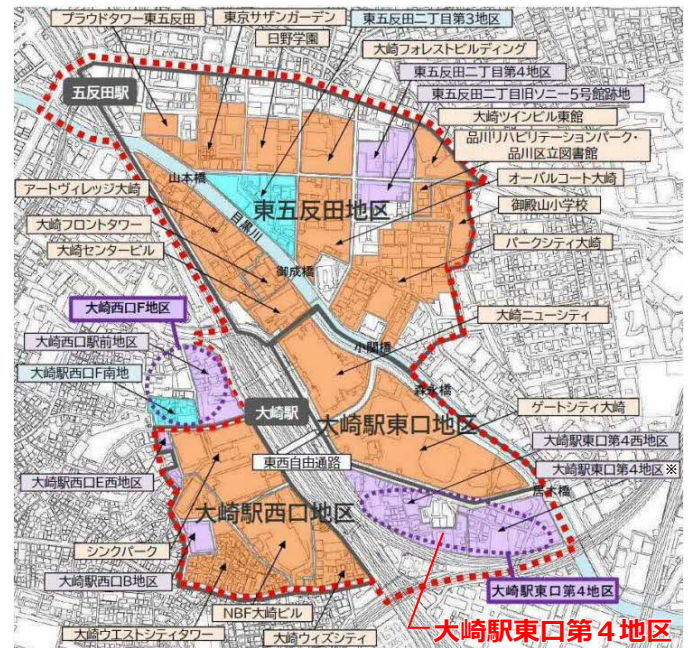 プラウドタワー東五反田
東京サザンガーデン
東五反田二丁目第3地区
日野学園
大崎フォレストビルディング
東五反田二丁目第4地区
五反田駅
東五反田二丁目旧ソニー5号館跡地
大崎ツインビル東館
品川リハビリテーションパーク・
品川区立図書館
山本橋
オーバルコート大崎
アートヴィレッジ大崎
東五反田地区
御殿山小学校
大崎フロントタワー
目黒川
パークシティ大崎
大崎センタービル
御成橋
大崎西口F地区
大崎ニューシティ
大崎西口駅前地区
小関橋
大崎駅西口F南地
森永橋
大崎駅
ゲートシティ大崎
大崎駅東口地区
大崎駅東口第4西地区
東西自由通路
大崎駅東口第4地区※
大崎駅西口E西地区
居木橋
大崎駅西口地区
シンクパーク
大崎駅西口B地区
大崎駅東口第4地区
NBF大崎ビル
大崎ウエストシティタワー
大崎ウィズシティ
大崎駅東口第４地区